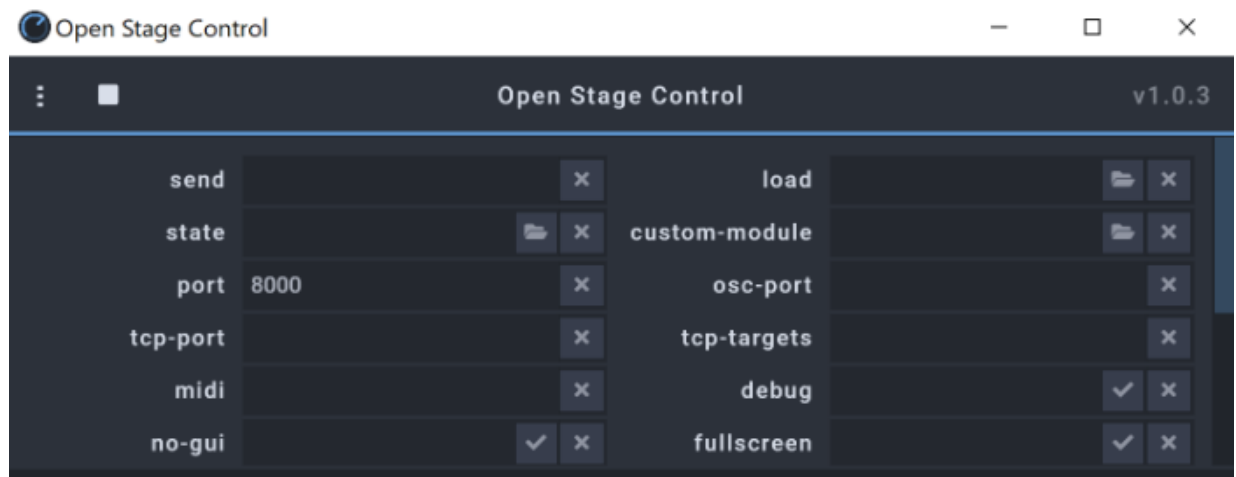 Open Stage Control
Open Stage Control v1.0.3
send load
state custom-module
port 8000 osc-port
tcp-port tcp-targets
midi debug
no-gui fullscreen